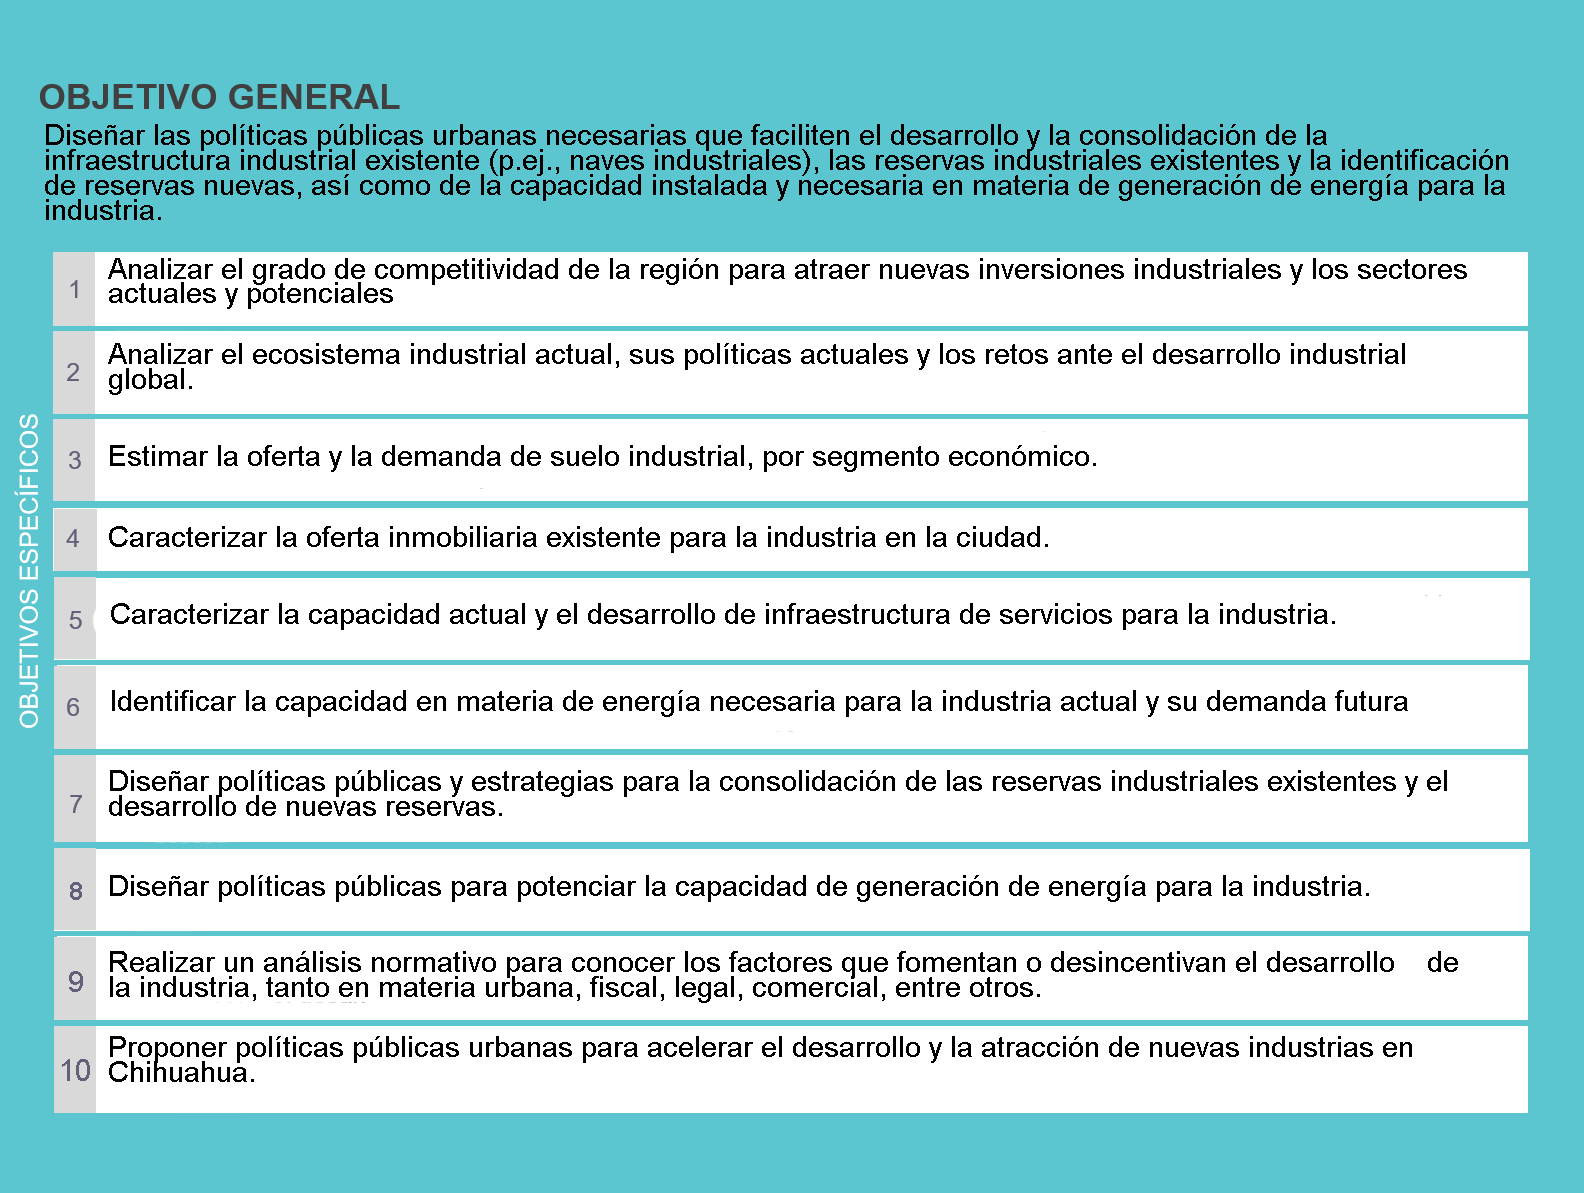 OBJETIVO GENERAL
Diseñar las políticas públicas urbanas necesarias que faciliten el desarrollo y la consolidación de la
infraestructura industrial existente (p.ej., naves industriales), las reservas industriales existentes y la identificación
de reservas nuevas, así como de la capacidad instalada y necesaria en materia de generación de energía para la
industria.
OBJETIVOS ESPECÍFICOS
1
Analizar el grado de competitividad de la región para atraer nuevas inversiones industriales y los sectores
actuales y potenciales
2
Analizar el ecosistema industrial actual, sus políticas actuales y los retos ante el desarrollo industrial
global.
3
Estimar la oferta y la demanda de suelo industrial, por segmento económico.
4
Caracterizar la oferta inmobiliaria existente para la industria en la ciudad.
5
Caracterizar la capacidad actual y el desarrollo de infraestructura de servicios para la industria.
6
Identificar la capacidad en materia de energía necesaria para la industria actual y su demanda futura
7
Diseñar políticas públicas y estrategias para la consolidación de las reservas industriales existentes y el
desarrollo de nuevas reservas.
8
Diseñar políticas públicas para potenciar la capacidad de generación de energía para la industria.
9
Realizar un análisis normativo para conocer los factores que fomentan o desincentivan el desarrollo de
la industria, tanto en materia urbana, fiscal, legal, comercial, entre otros.
10
Proponer políticas públicas urbanas para acelerar el desarrollo y la atracción de nuevas industrias en
Chihuahua.